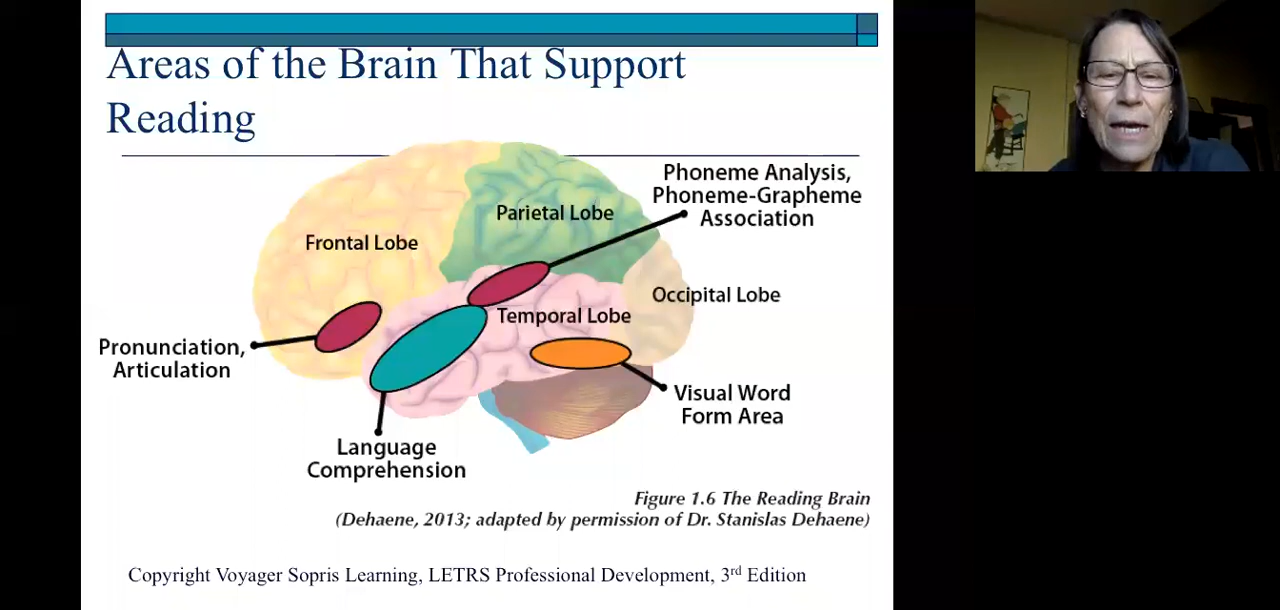 Areas of the Brain That Support
Reading
Phoneme Analysis,
Phoneme-Grapheme
Association
Parietal Lobe
Frontal Lobe
Occipital Lobe
Temporal Lobe
Pronunciation,
Articulation
Visual Word
Form Area
Language
Comprehension
Figure 1.6 The Reading Brain
(Dehaene, 2013; adapted by permission of Dr. Stanislas Dehaene)
Copyright Voyager Sopris Learning, LETRS Professional Development, 3rd Edition